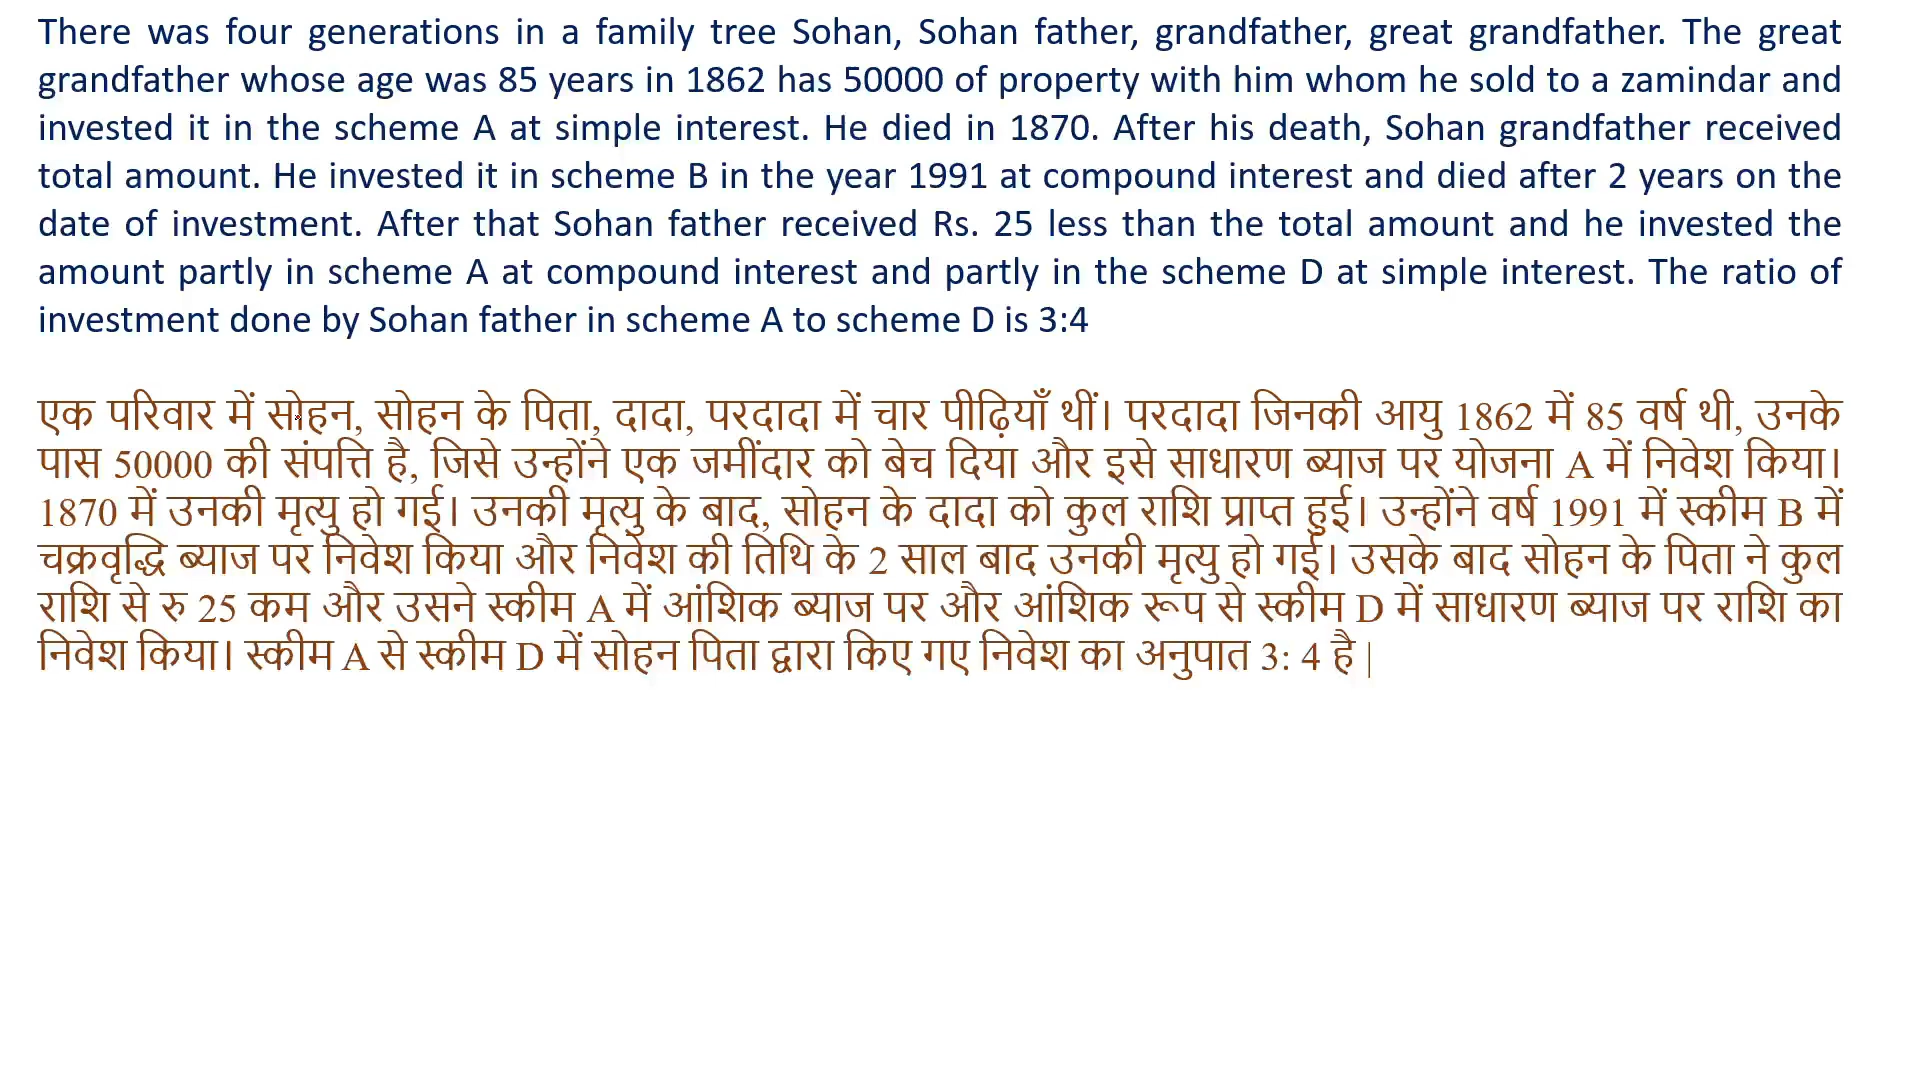 There was four generations in a family tree Sohan, Sohan father, grandfather, great grandfather. The great
grandfather whose age was 85 years in 1862 has 50000 of property with him whom he sold to a zamindar and
invested it in the scheme A at simple interest. He died in 1870. After his death, Sohan grandfather received
total amount. He invested it in scheme B in the year 1991 at compound interest and died after 2 years on the
date of investment. After that Sohan father received Rs. 25 less than the total amount and he invested the
amount partly in scheme A at compound interest and partly in the scheme D at simple interest. The ratio of
investment done by Sohan father in scheme A to scheme D is 3:4
एक परिवार में सोहन, सोहन के पिता, दादा, परदादा में चार पीढ़ियाँ थीं। परदादा जिनकी आयु 1862 में 85 वर्ष थी, उनके
पास 50000 की संपत्ति है, जिसे उन्होंने एक जमींदार को बेच दिया और इसे साधारण ब्याज पर योजना A में निवेश किया।
1870 में उनकी मृत्यु हो गई। उनकी मृत्यु के बाद, सोहन के दादा को कुल राशि प्राप्त हुई। उन्होंने वर्ष 1991 में स्कीम B में
चक्रवृद्धि ब्याज पर निवेश किया और निवेश की तिथि के 2 साल बाद उनकी मृत्यु हो गई। उसके बाद सोहन के पिता ने कुल
राशि से रु 25 कम और उसने स्कीम A में आंशिक ब्याज पर और आंशिक रूप से स्कीम D में साधारण ब्याज पर राशि का
निवेश किया। स्कीम A से स्कीम D में सोहन पिता द्वारा किए गए निवेश का अनुपात 3: 4 है |